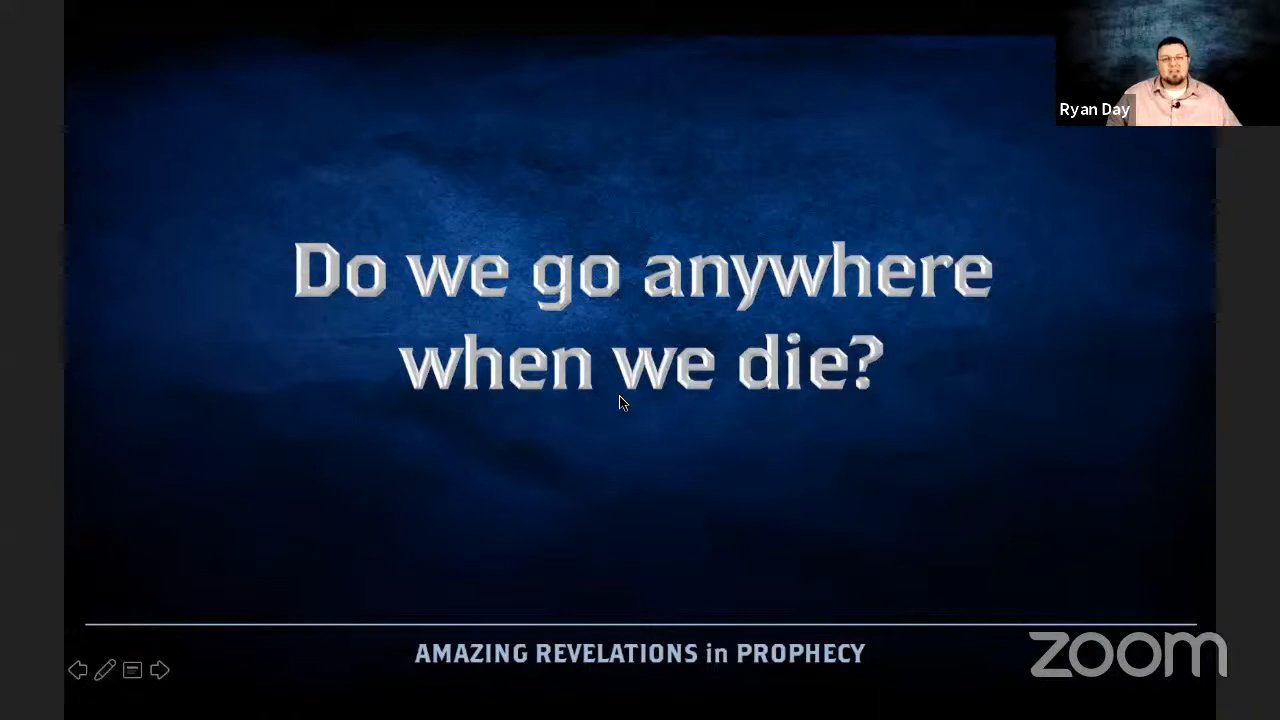 Ryan Day
Do we go anywhere
when we die?
AMAZING REVELATIONS in PROPHECY
zoom